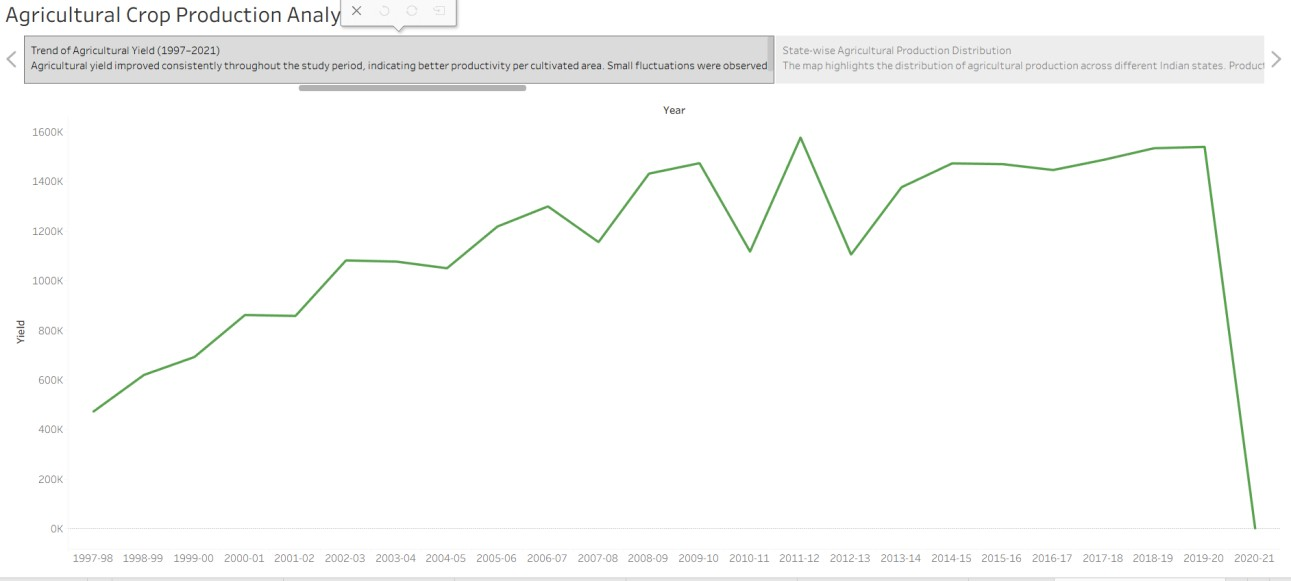 Agricultural Crop Production Analy
Trend of Agricultural Yield (1997–2021)
Agricultural yield improved consistently throughout the study period, indicating better productivity per cultivated area. Small fluctuations were observed
State-wise Agricultural Production Distribution
The map highlights the distribution of agricultural production across different Indian states. Product
Year
1600K
1400K
1200K
1000K
800K
600K
400K
200K
0K
Yield
1997-98 1998-99 1999-00 2000-01 2001-02 2002-03 2003-04 2004-05 2005-06 2006-07 2007-08 2008-09 2009-10 2010-11 2011-12 2012-13 2013-14 2014-15 2015-16 2016-17 2017-18 2018-19 2019-20 2020-21